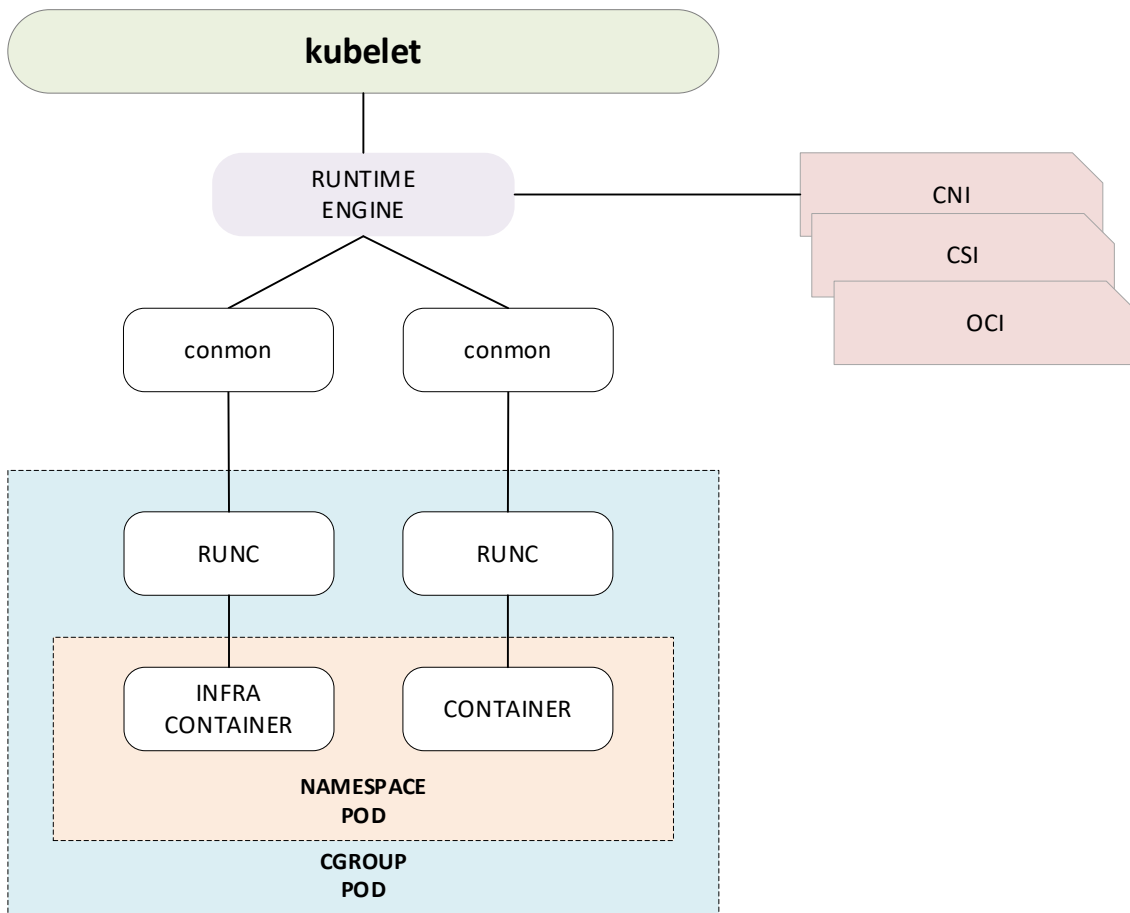 kubelet
RUNTIME
ENGINE
CNI
CSI
OCI
conmon
conmon
RUNC
RUNC
INFRA
CONTAINER
CONTAINER
NAMESPACE
POD
CGROUP
POD